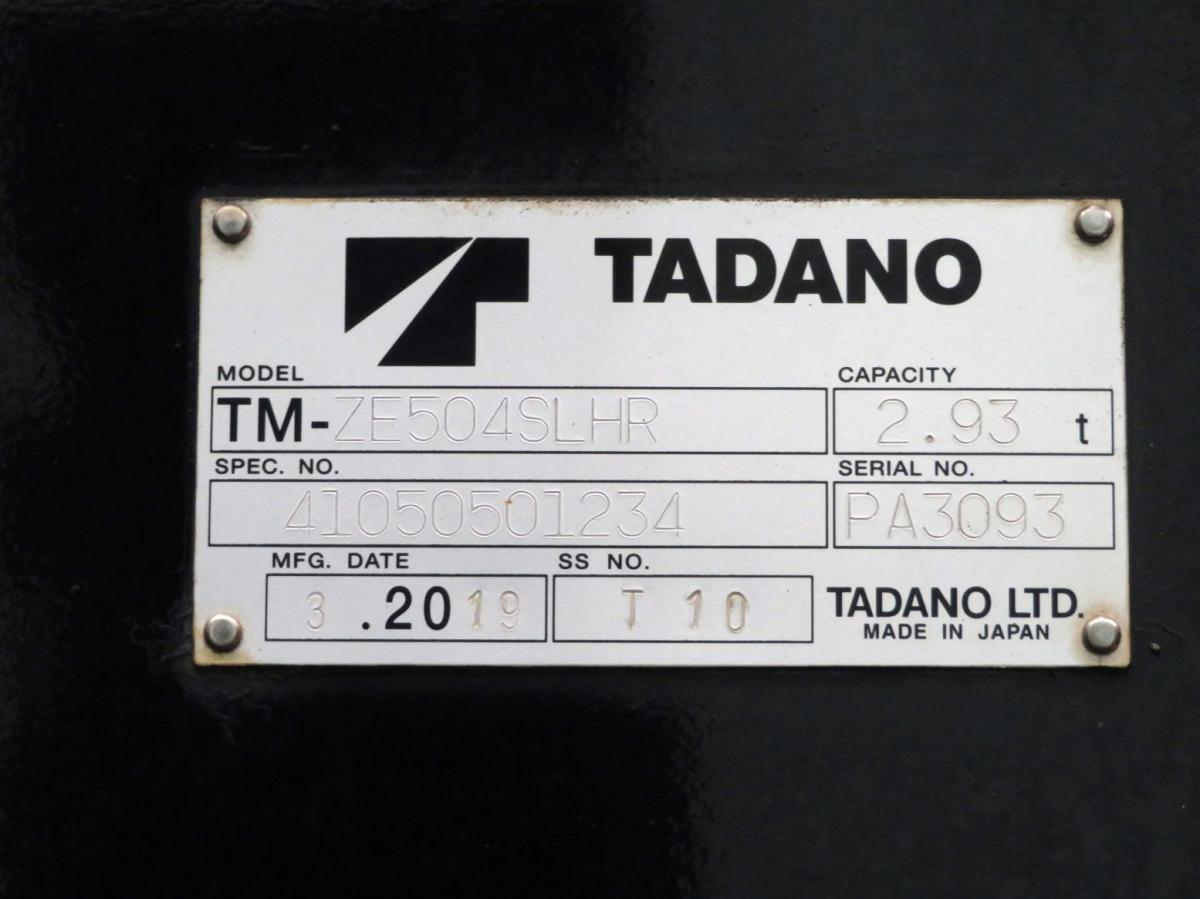 TADANO
MODEL
CAPACITY
TM-ZE504SLHR
2.93 t
SPEC. NO.
SERIAL NO.
41050501234
PA3093
MFG. DATE
SS NO.
3 .2019
T 10
TADANO LTD.
MADE IN JAPAN